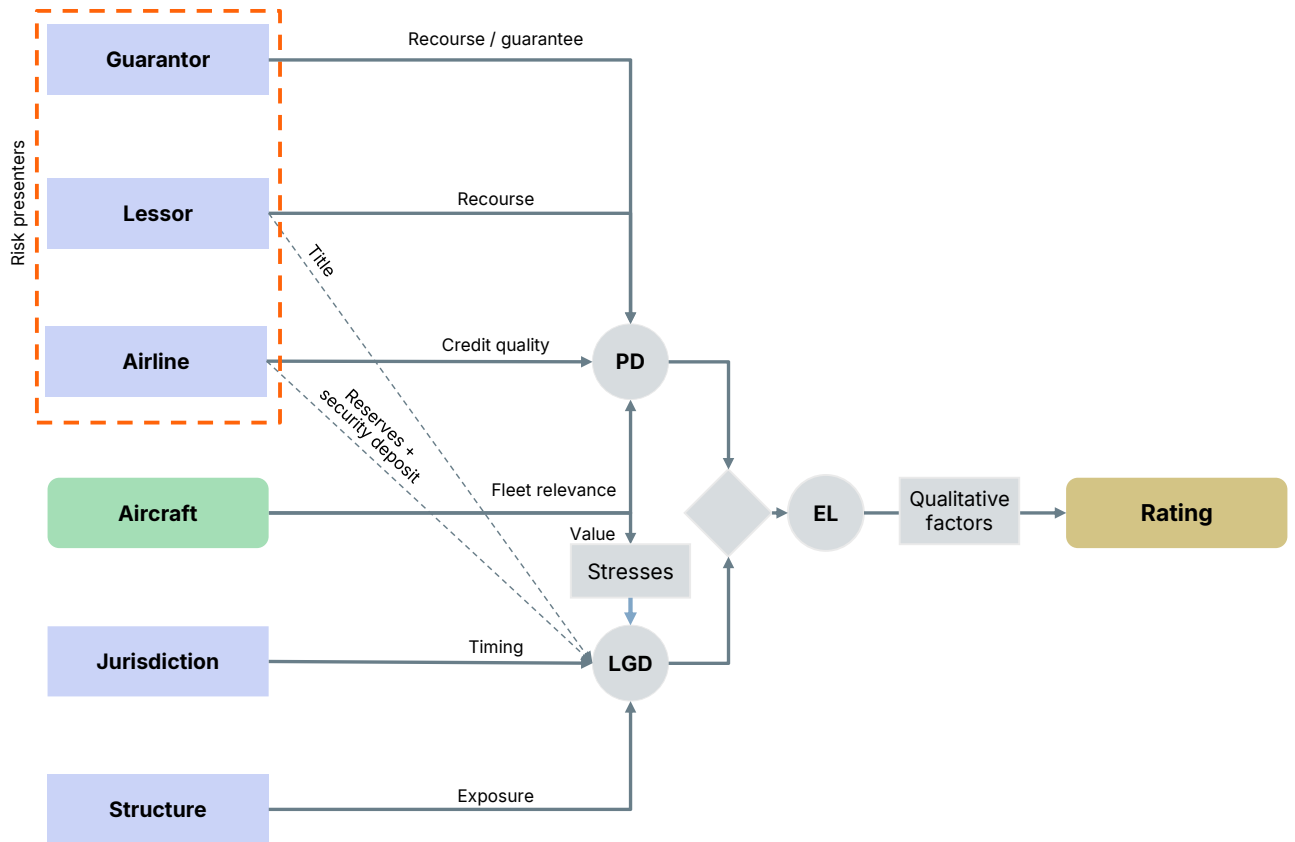 Risk presenters
Guarantor
Recourse / guarantee
Lessor
Recourse
Title
Airline
Credit quality
PD
Reserves +
security deposit
Aircraft
Fleet relevance
Value
Stresses
EL
Qualitative
factors
Rating
Jurisdiction
Timing
LGD
Structure
Exposure